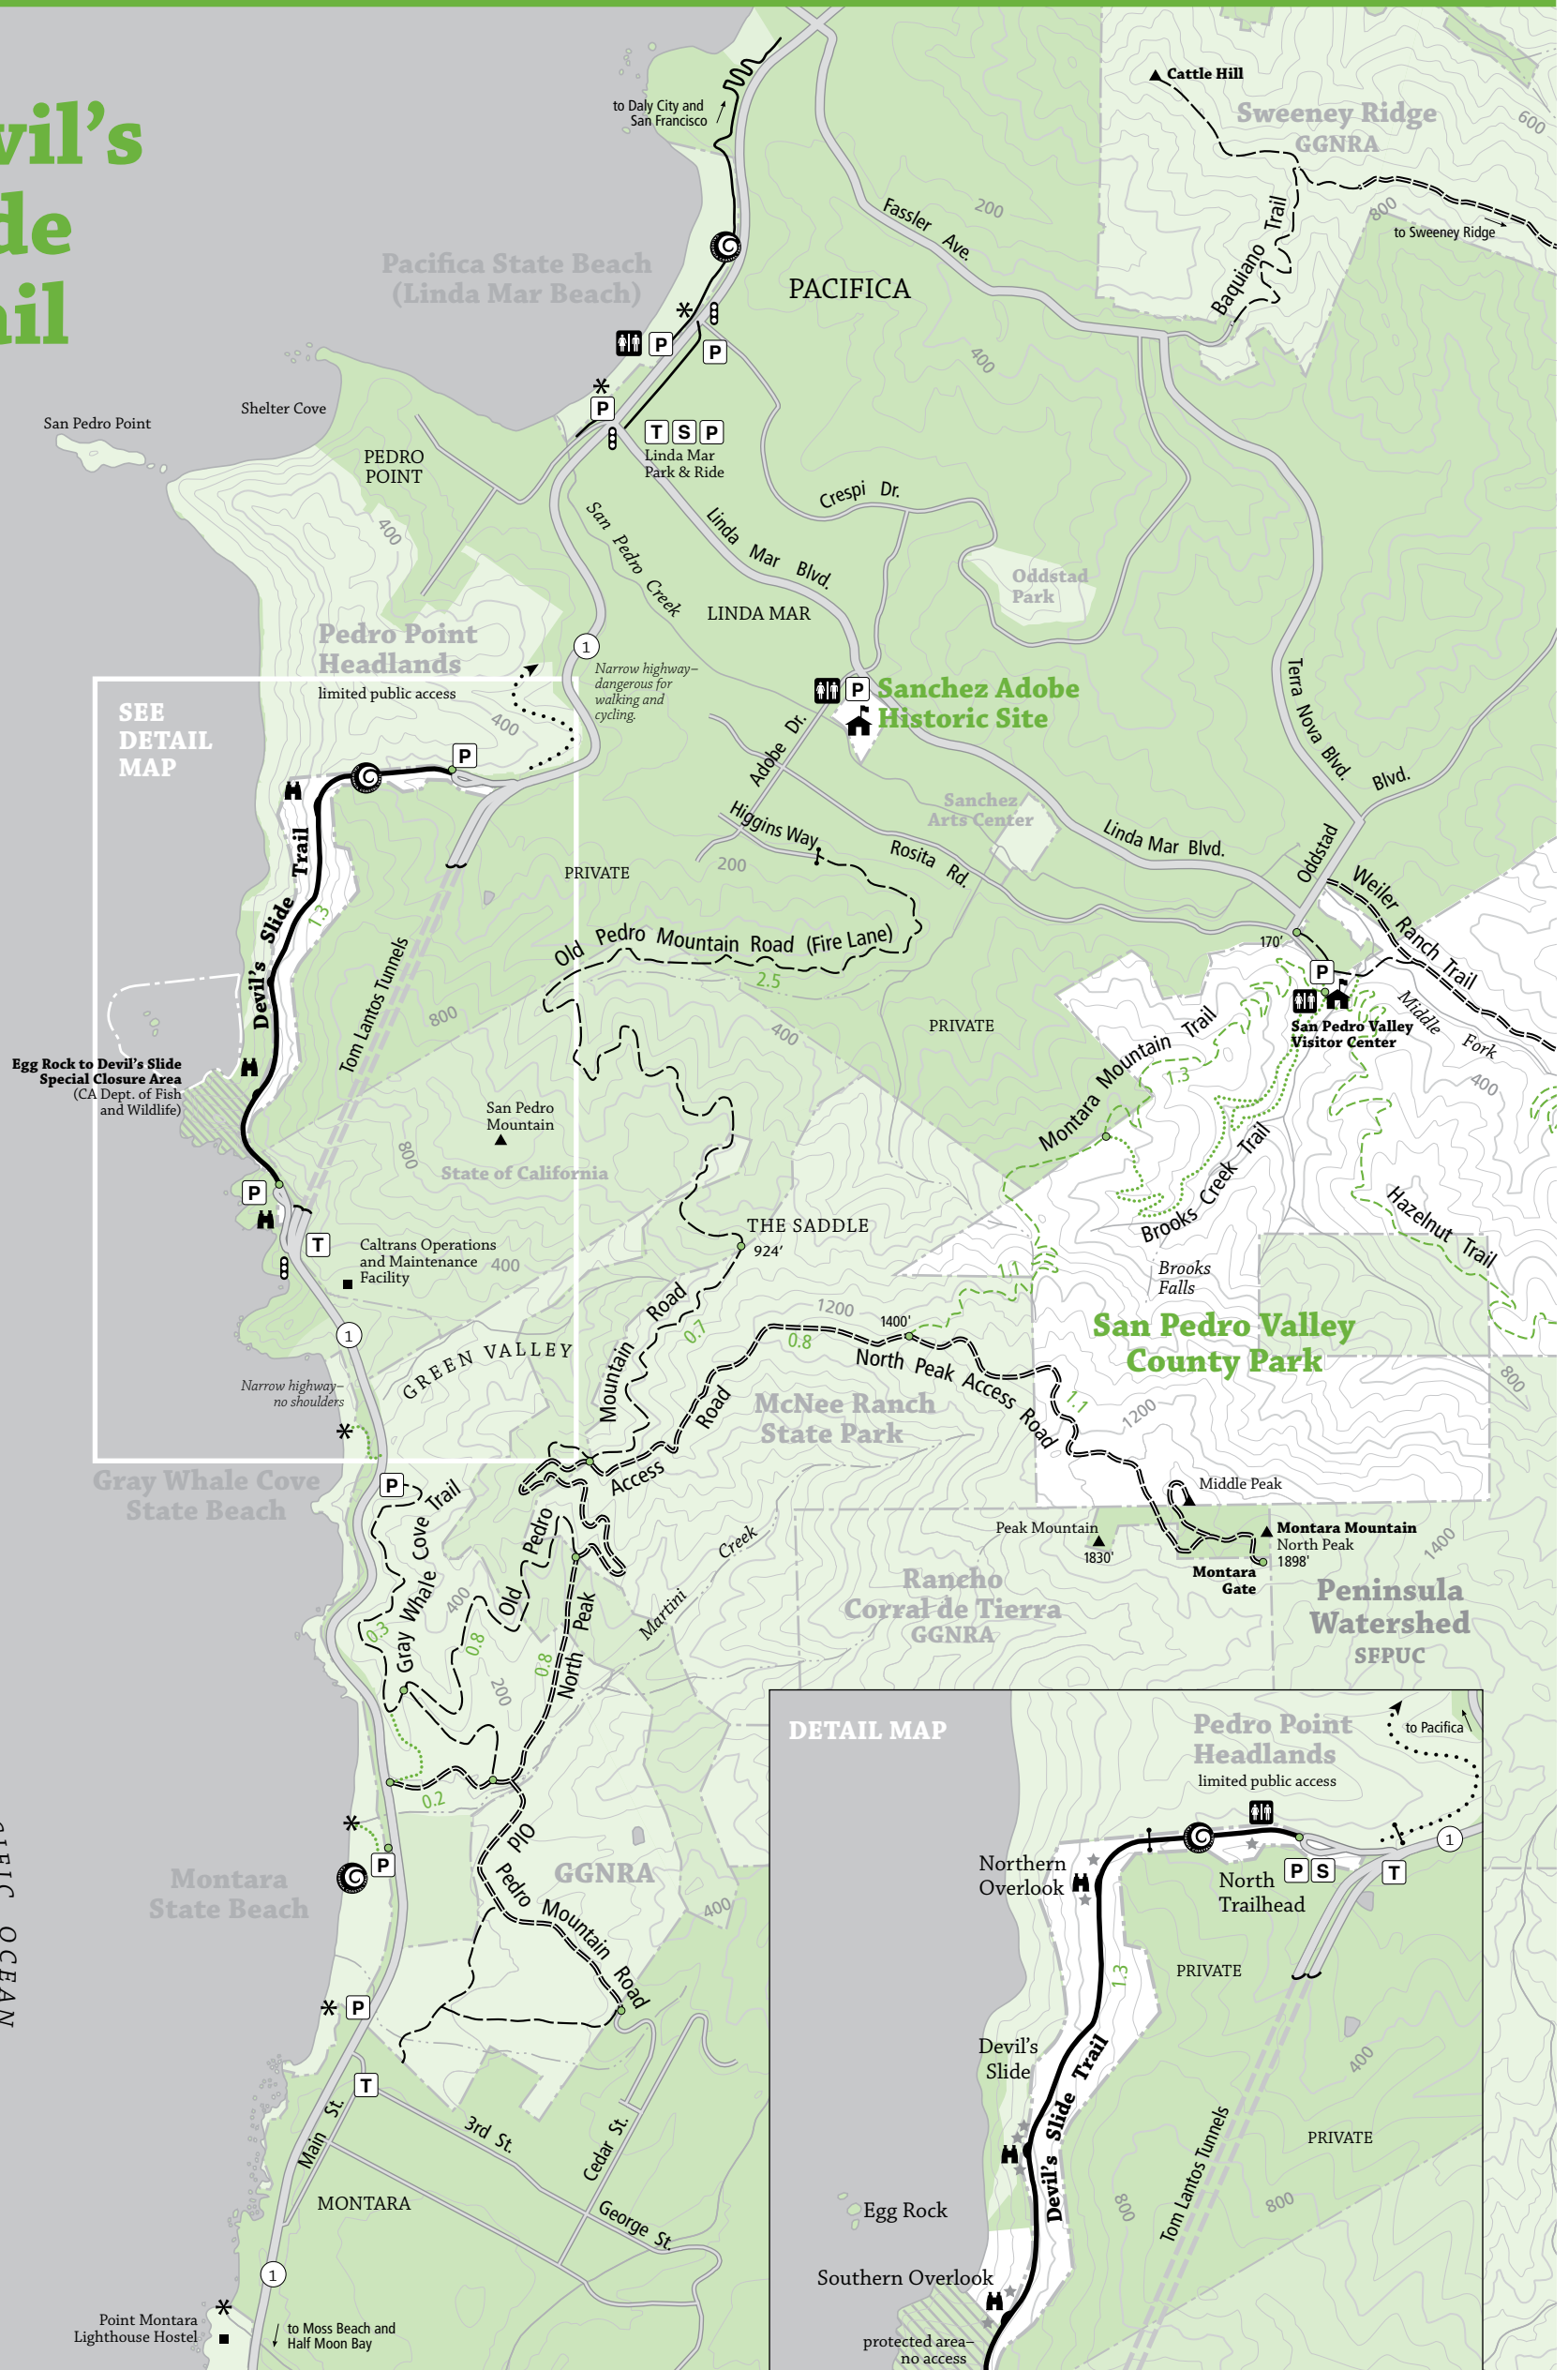 vil's
de
ail
to Daly City and
San Francisco
Cattle Hill
Sweeney Ridge
GGNRA
600
800
to Sweeney Ridge
Baquiano Trail
Fassler Ave.
200
Pacifica State Beach
(Linda Mar Beach)
PACIFICA
P
P
400
P
T S P
Linda Mar
Park & Ride
Shelter Cove
San Pedro Point
PEDRO
POINT
400
San Pedro Creek
Linda Mar Blvd.
Crespi Dr.
LINDA MAR
Oddstad
Park
Pedro Point
Headlands
limited public access
400
1
Narrow highway–
dangerous for
walking and
cycling.
P
Sanchez Adobe
Historic Site
Adobe Dr.
Terra Nova Blvd.
Oddstad Blvd.
SEE
DETAIL
MAP
P
Devil's Slide Trail
1.3
Tom Lantos Tunnels
PRIVATE
Higgins Way
200
Rosita Rd.
Sanchez
Arts Center
Linda Mar Blvd.
Weiler Ranch Trail
Old Pedro Mountain Road (Fire Lane)
2.5
170'
P
San Pedro Valley
Visitor Center
Middle Fork
400
PRIVATE
800
400
Montara Mountain Trail
1.3
Egg Rock to Devil's Slide
Special Closure Area
(CA Dept. of Fish
and Wildlife)
San Pedro
Mountain
800
State of California
Brooks Creek Trail
Hazelnut Trail
P
T
Caltrans Operations
and Maintenance
Facility
400
THE SADDLE
924'
Brooks
Falls
1.1
1
GREEN VALLEY
Mountain Road
0.7
1200
1400'
0.8
North Peak Access Road
San Pedro Valley
County Park
800
Narrow highway–
no shoulders
McNee Ranch
State Park
1.1
1200
Access Road
Gray Whale Cove
State Beach
P
Gray Whale Cove Trail
Old Pedro
Middle Peak
Peak Mountain
1830'
Montara Mountain
North Peak
1898'
Montara
Gate
1400
Martini Creek
400
0.3
0.8
0.8
North Peak
200
Rancho
Corral de Tierra
GGNRA
Peninsula
Watershed
SFPUC
0.2
P
Montara
State Beach
GGNRA
400
Old Pedro Mountain Road
P
T
Main St.
3rd St.
Cedar St.
George St.
MONTARA
1
Point Montara
Lighthouse Hostel
to Moss Beach and
Half Moon Bay
CIFIC OCEAN
DETAIL MAP
Pedro Point
Headlands
limited public access
to Pacifica
1
Northern
Overlook
P S
T
North
Trailhead
1.3
PRIVATE
Devil's
Slide
Devil's Slide Trail
400
Tom Lantos Tunnels
PRIVATE
800
800
Egg Rock
Southern Overlook
protected area–
no access